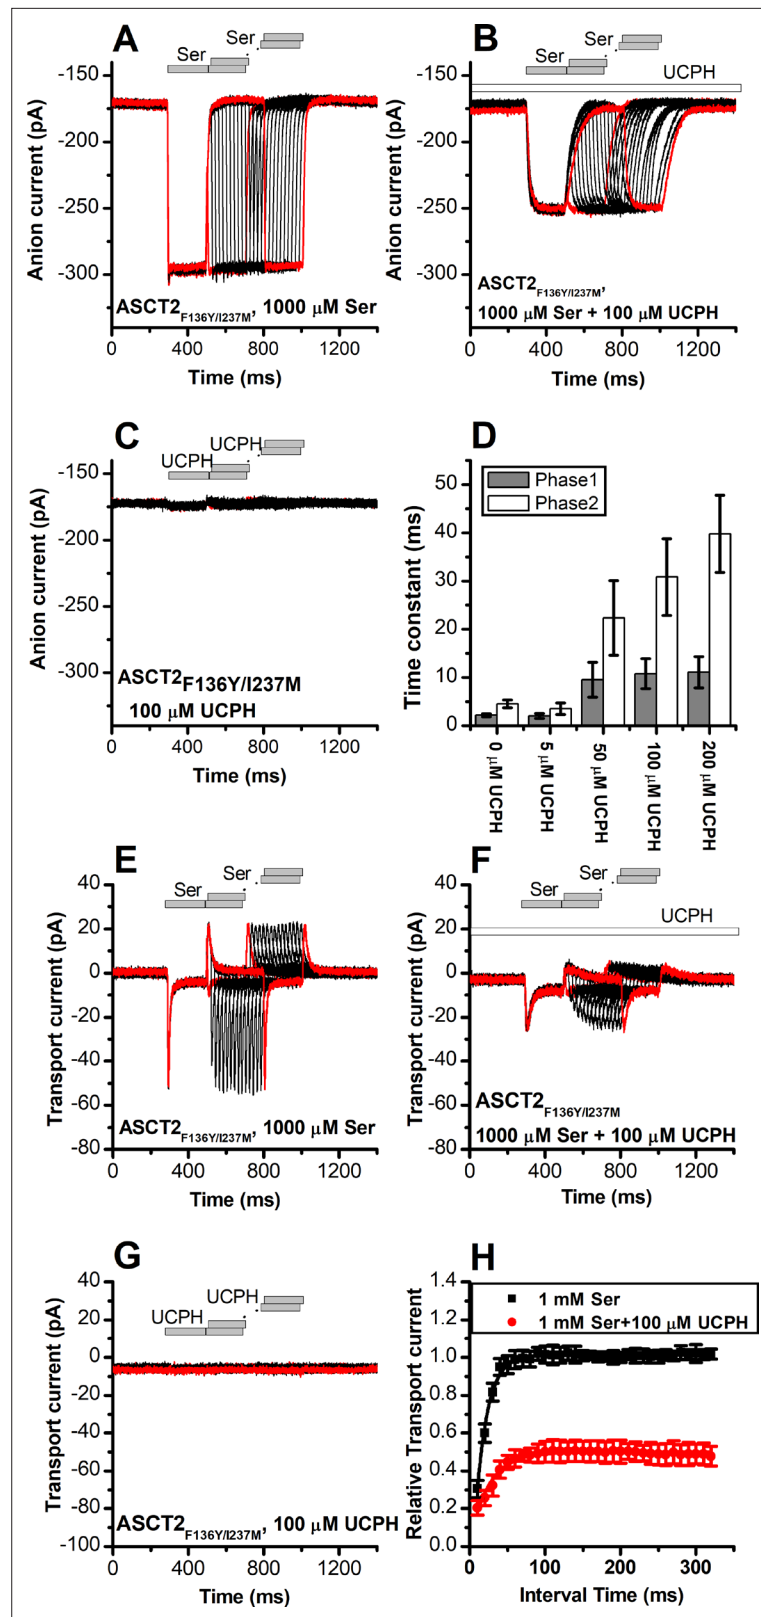 A
Ser
Ser
-150
-200
-250
-300
Anion current (pA)
ASCT2F136Y/I237M, 1000 μM Ser
0 400 800 1200
Time (ms)
B
Ser
Ser
UCPH
-150
-200
-250
-300
Anion current (pA)
ASCT2F136Y/I237M,
1000 μM Ser + 100 μM UCPH
0 400 800 1200
Time (ms)
C
UCPH
UCPH
-150
-200
-250
-300
Anion current (pA)
ASCT2F136Y/I237M
100 μM UCPH
0 400 800 1200
Time (ms)
D
Phase1
Phase2
50
40
30
20
10
0
Time constant (ms)
0 μM UCPH
5 μM UCPH
50 μM UCPH
100 μM UCPH
200 μM UCPH
E
Ser
Ser
40
20
0
-20
-40
-60
-80
Transport current (pA)
ASCT2F136Y/I237M, 1000 μM Ser
0 400 800 1200
Time (ms)
F
Ser
Ser
UCPH
40
20
0
-20
-40
-60
-80
Transport current (pA)
ASCT2F136Y/I237M
1000 μM Ser + 100 μM UCPH
0 400 800 1200
Time (ms)
G
UCPH
UCPH
40
20
0
-20
-40
-60
-80
-100
Transport current (pA)
ASCT2F136Y/I237M, 100 μM UCPH
0 400 800 1200
Time (ms)
H
1 mM Ser
1 mM Ser+100 μM UCPH
1.4
1.2
1.0
0.8
0.6
0.4
0.2
0.0
Relative Transport current
0 100 200 300
Interval Time (ms)